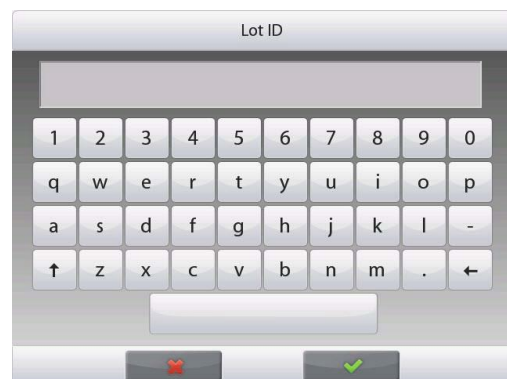 Lot ID
1 2 3 4 5 6 7 8 9 0
q w e r t y u i o p
a s d f g h j k l -
↑ z x c v b n m . ←